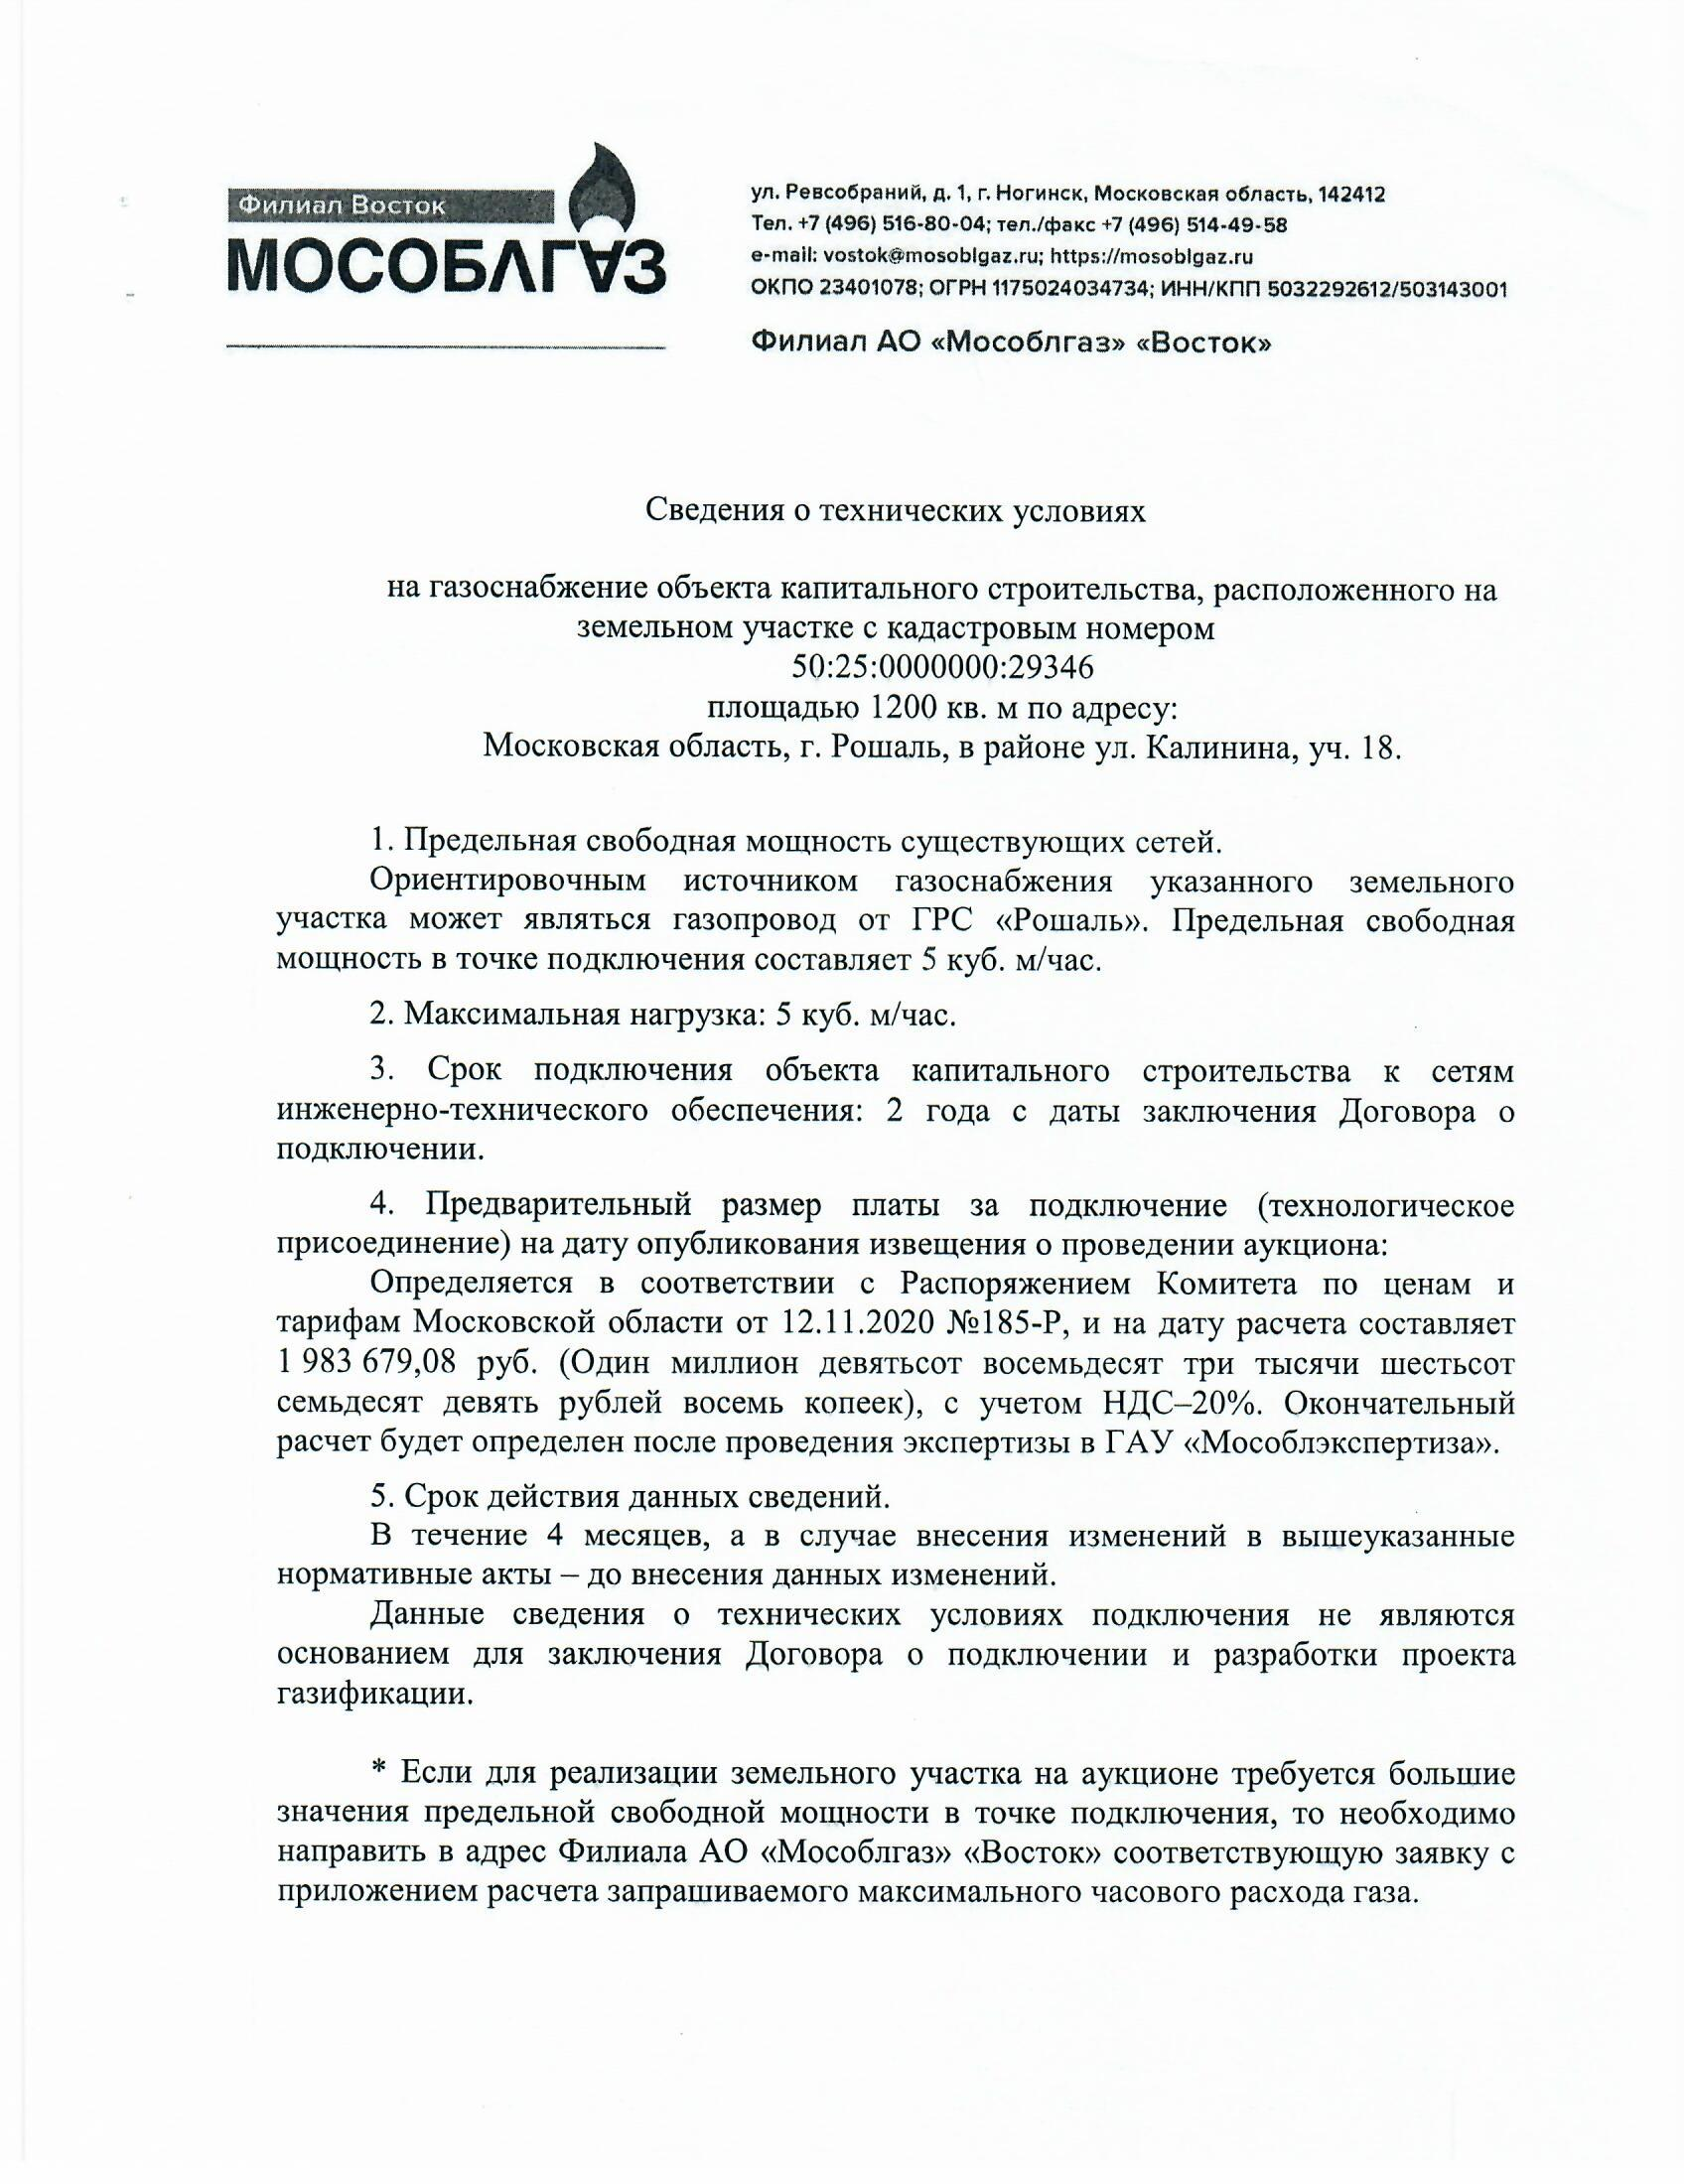 Филиал Восток
МОСОБЛГАЗ
ул. Ревсобраний, д. 1, г. Ногинск, Московская область, 142412
Тел. +7 (496) 516-80-04; тел./факс +7 (496) 514-49-58
e-mail: vostok@mosoblgaz.ru; https://mosoblgaz.ru
ОКПО 23401078; ОГРН 1175024034734; ИНН/КПП 5032292612/503143001
Филиал АО «Мособлгаз» «Восток»
Сведения о технических условиях
на газоснабжение объекта капитального строительства, расположенного на
земельном участке с кадастровым номером
50:25:0000000:29346
площадью 1200 кв. м по адресу:
Московская область, г. Рошаль, в районе ул. Калинина, уч. 18.
1. Предельная свободная мощность существующих сетей.
Ориентировочным источником газоснабжения указанного земельного
участка может являться газопровод от ГРС «Рошаль». Предельная свободная
мощность в точке подключения составляет 5 куб. м/час.
2. Максимальная нагрузка: 5 куб. м/час.
3. Срок подключения объекта капитального строительства к сетям
инженерно-технического обеспечения: 2 года с даты заключения Договора о
подключении.
4. Предварительный размер платы за подключение (технологическое
присоединение) на дату опубликования извещения о проведении аукциона:
Определяется в соответствии с Распоряжением Комитета по ценам и
тарифам Московской области от 12.11.2020 №185-Р, и на дату расчета составляет
1 983 679,08 руб. (Один миллион девятьсот восемьдесят три тысячи шестьсот
семьдесят девять рублей восемь копеек), с учетом НДС–20%. Окончательный
расчет будет определен после проведения экспертизы в ГАУ «Мособлэкспертиза».
5. Срок действия данных сведений.
В течение 4 месяцев, а в случае внесения изменений в вышеуказанные
нормативные акты – до внесения данных изменений.
Данные сведения о технических условиях подключения не являются
основанием для заключения Договора о подключении и разработки проекта
газификации.
* Если для реализации земельного участка на аукционе требуется большие
значения предельной свободной мощности в точке подключения, то необходимо
направить в адрес Филиала АО «Мособлгаз» «Восток» соответствующую заявку с
приложением расчета запрашиваемого максимального часового расхода газа.